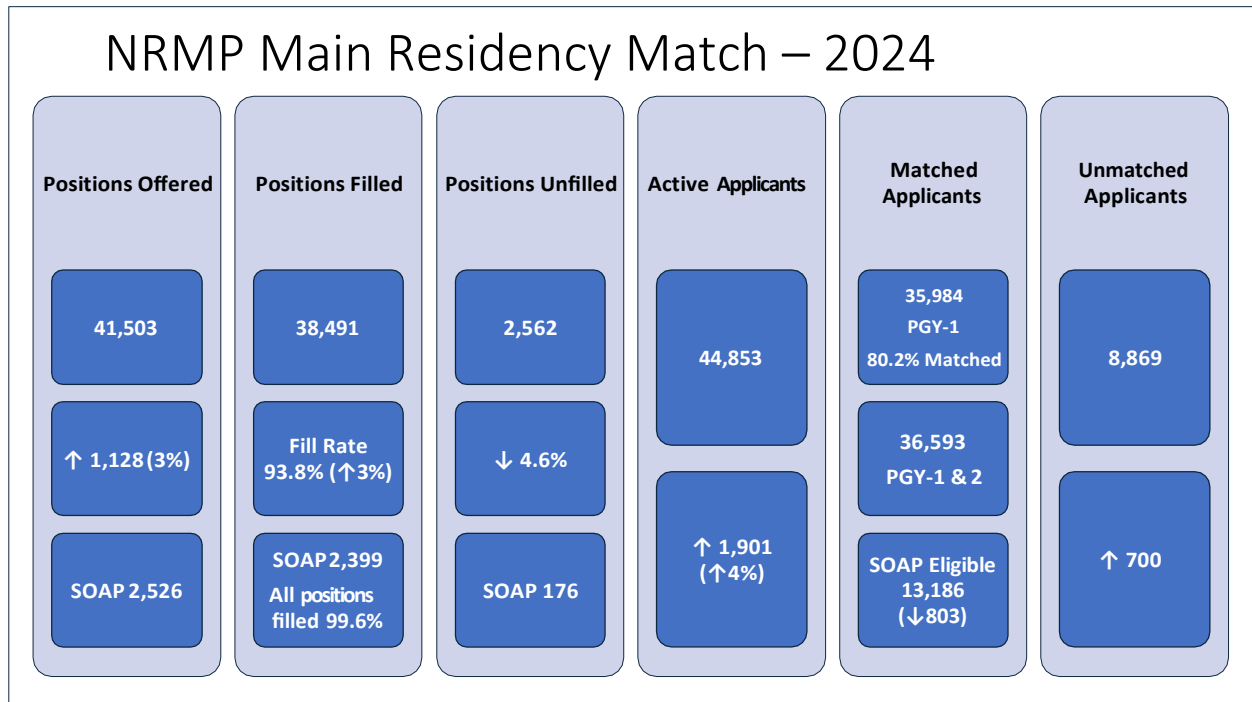 NRMP Main Residency Match – 2024
Positions Offered
41,503
↑ 1,128 (3%)
SOAP 2,526
Positions Filled
38,491
Fill Rate
93.8% (↑3%)
SOAP 2,399
All positions
filled 99.6%
Positions Unfilled
2,562
↓ 4.6%
SOAP 176
Active Applicants
44,853
↑ 1,901
(↑4%)
Matched
Applicants
35,984
PGY-1
80.2% Matched
36,593
PGY-1 & 2
SOAP Eligible
13,186
(↓803)
Unmatched
Applicants
8,869
↑ 700